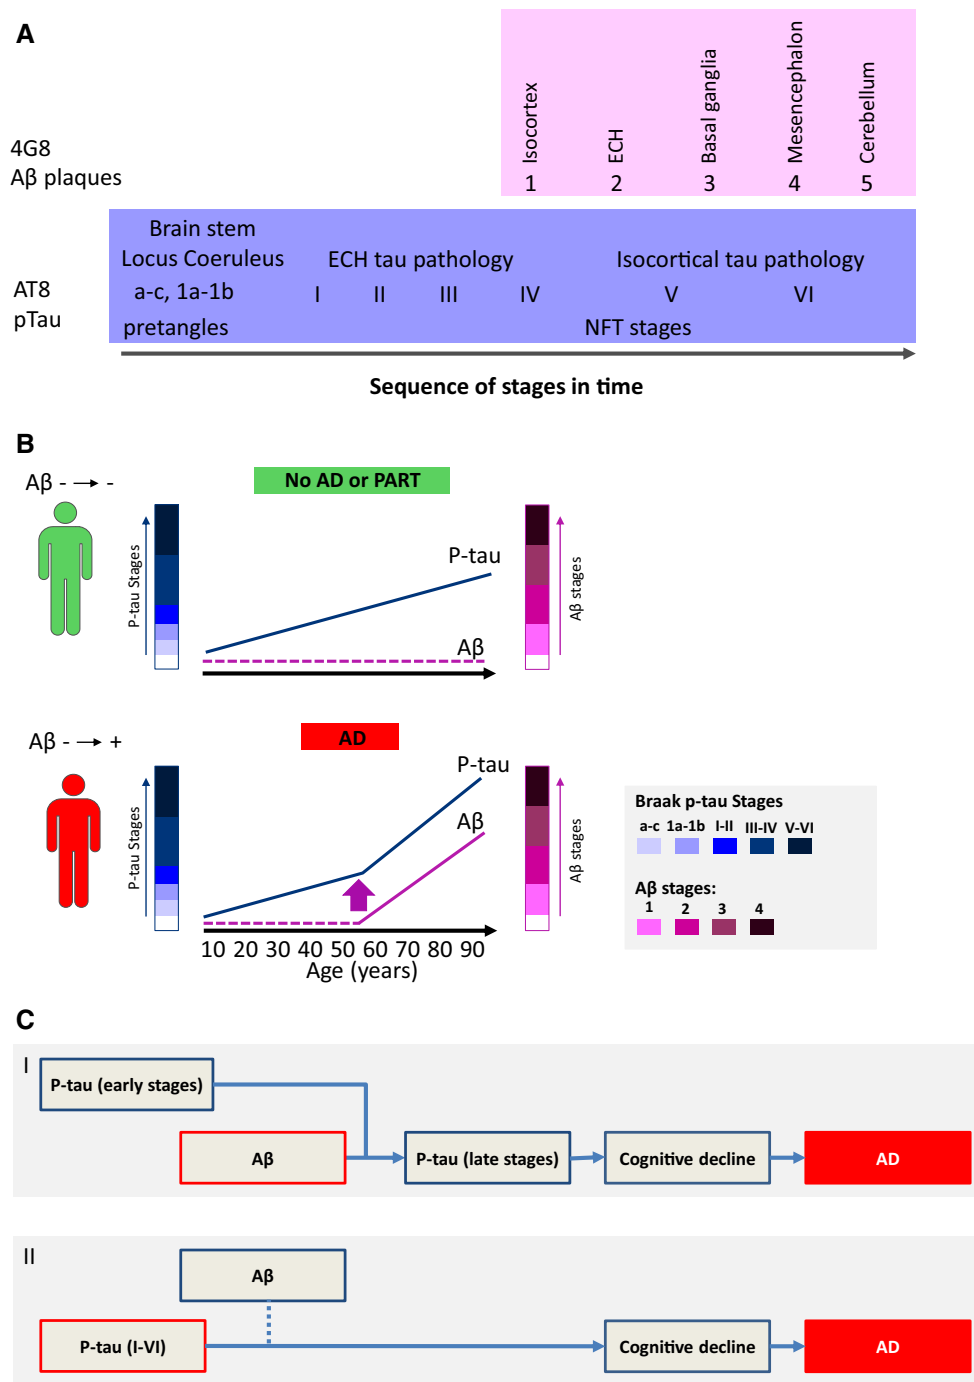 A
4G8
Aβ plaques
Isocortex
ECH
Basal ganglia
Mesencephalon
Cerebellum
1 2 3 4 5
AT8
pTau
Brain stem
Locus Coeruleus ECH tau pathology Isocortical tau pathology
a-c, 1a-1b I II III IV V VI
pretangles NFT stages
Sequence of stages in time
B
Aβ - → -
No AD or PART
P-tau Stages
P-tau
Aβ
Aβ stages
Aβ - → +
AD
P-tau Stages
P-tau
Aβ
Aβ stages
10 20 30 40 50 60 70 80 90
Age (years)
Braak p-tau Stages
a-c 1a-1b I-II III-IV V-VI
Aβ stages:
1 2 3 4
C
I
P-tau (early stages)
Aβ P-tau (late stages) Cognitive decline AD
II
Aβ
P-tau (I-VI) Cognitive decline AD